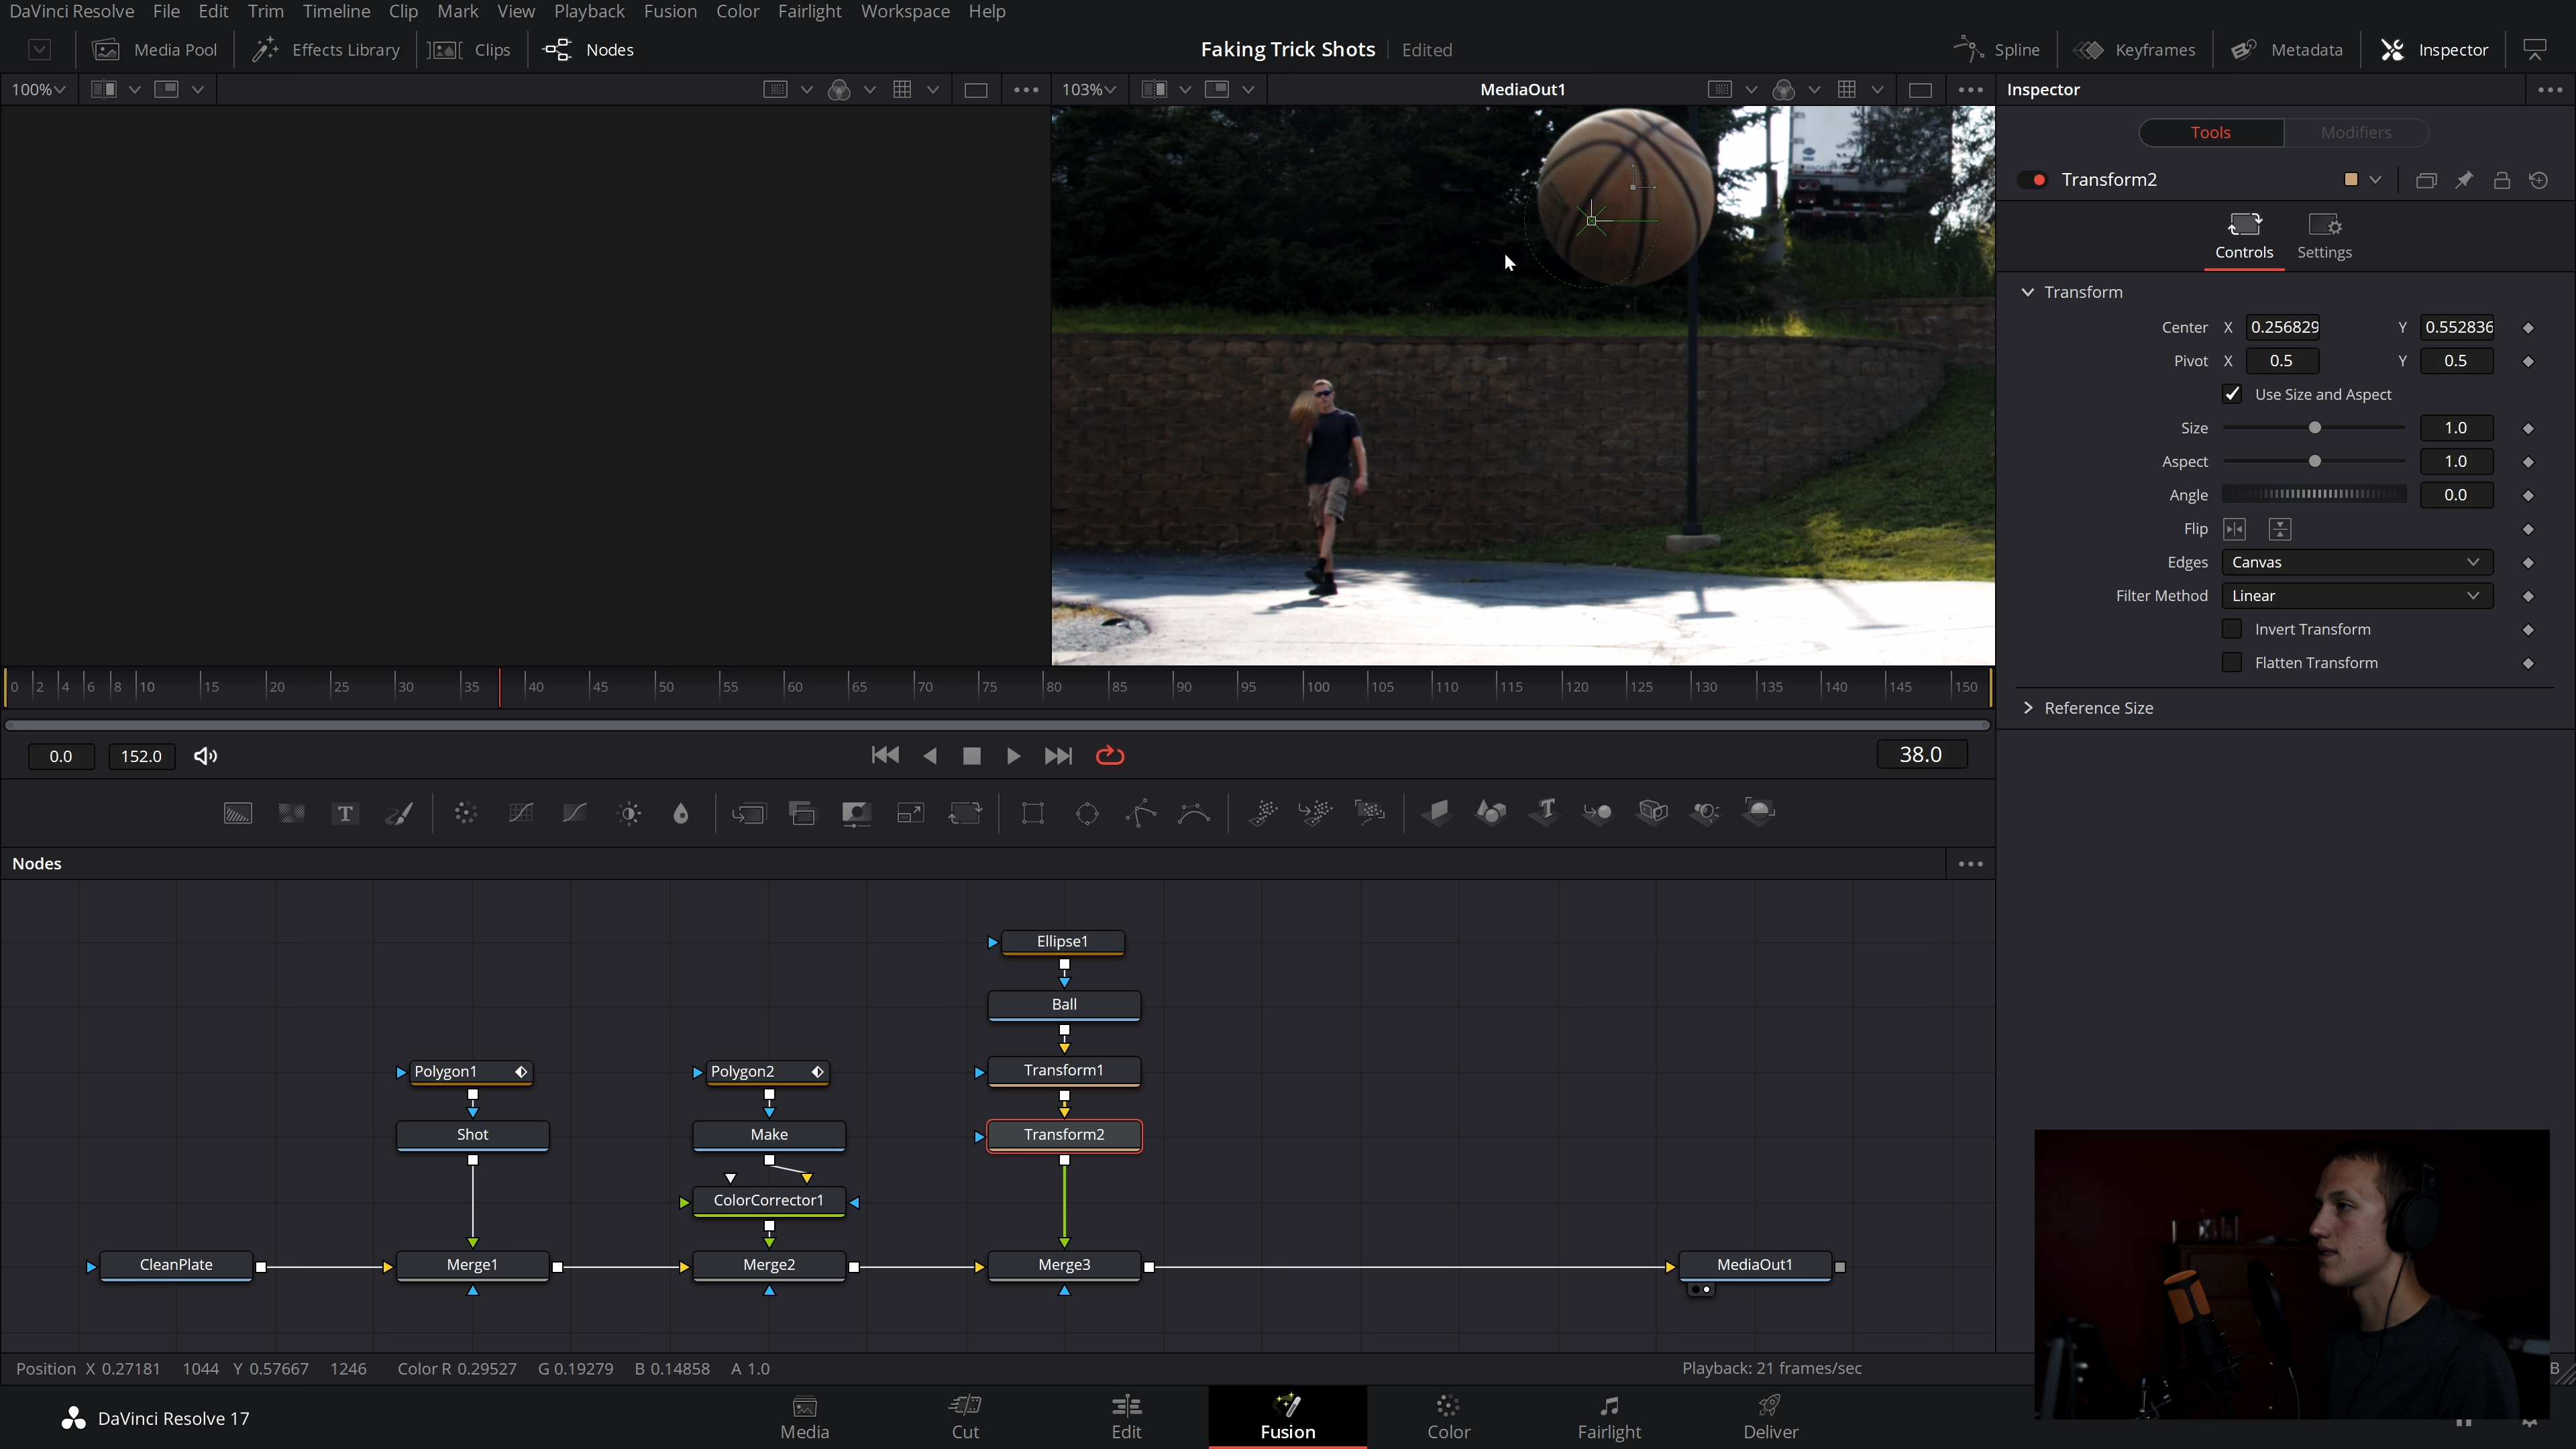 DaVinci Resolve File Edit Trim Timeline Clip Mark View Playback Fusion Color Fairlight Workspace Help
Media Pool Effects Library Clips Nodes Faking Trick Shots Edited Spline Keyframes Metadata Inspector
100% 103% MediaOut1 Inspector
Tools Modifiers
Transform2
Controls Settings
Transform
Center X 0.256829 Y 0.552836
Pivot X 0.5 Y 0.5
Use Size and Aspect
Size 1.0
Aspect 1.0
Angle 0.0
Flip
Edges Canvas
Filter Method Linear
Invert Transform
Flatten Transform
Reference Size
0 2 4 6 8 10 15 20 25 30 35 40 45 50 55 60 65 70 75 80 85 90 95 100 105 110 115 120 125 130 135 140 145 150
0.0 152.0 38.0
Nodes
Ellipse1
Ball
Polygon1 Polygon2 Transform1
Shot Make Transform2
ColorCorrector1
CleanPlate Merge1 Merge2 Merge3 MediaOut1
Position X 0.27181 1044 Y 0.57667 1246 Color R 0.29527 G 0.19279 B 0.14858 A 1.0 Playback: 21 frames/sec B
DaVinci Resolve 17 Media Cut Edit Fusion Color Fairlight Deliver